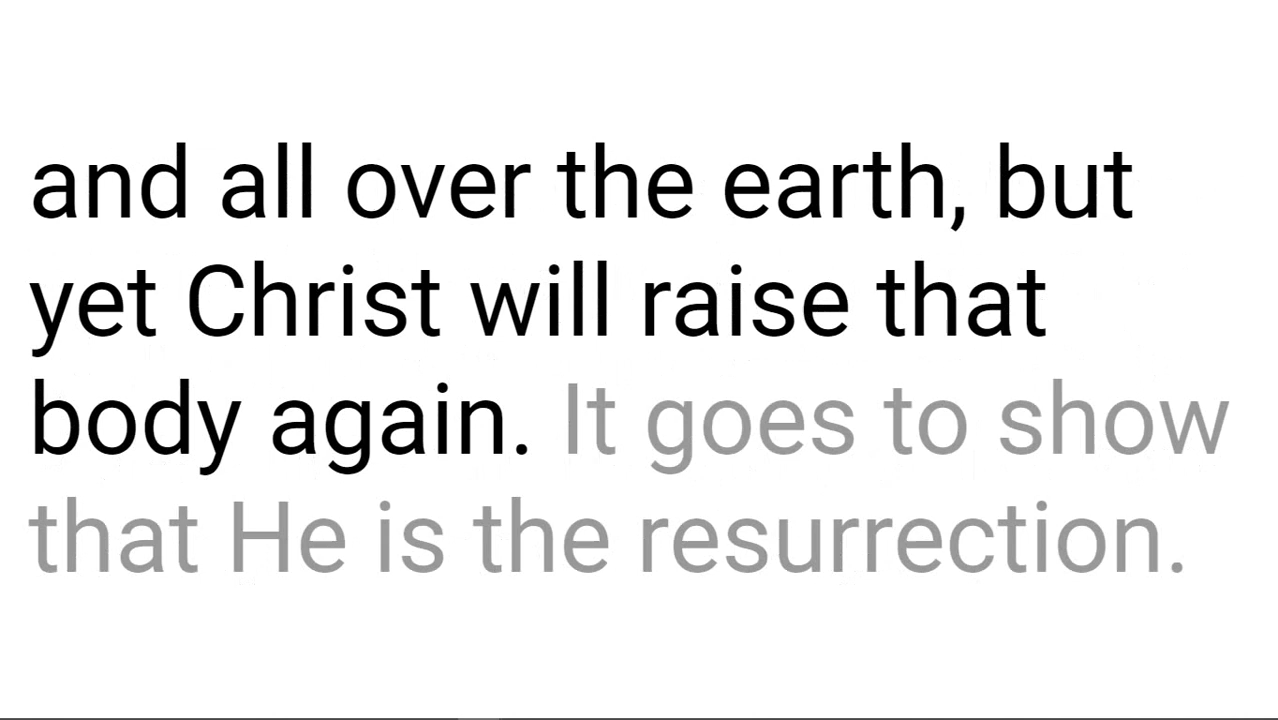 and all over the earth, but
yet Christ will raise that
body again. It goes to show
that He is the resurrection.